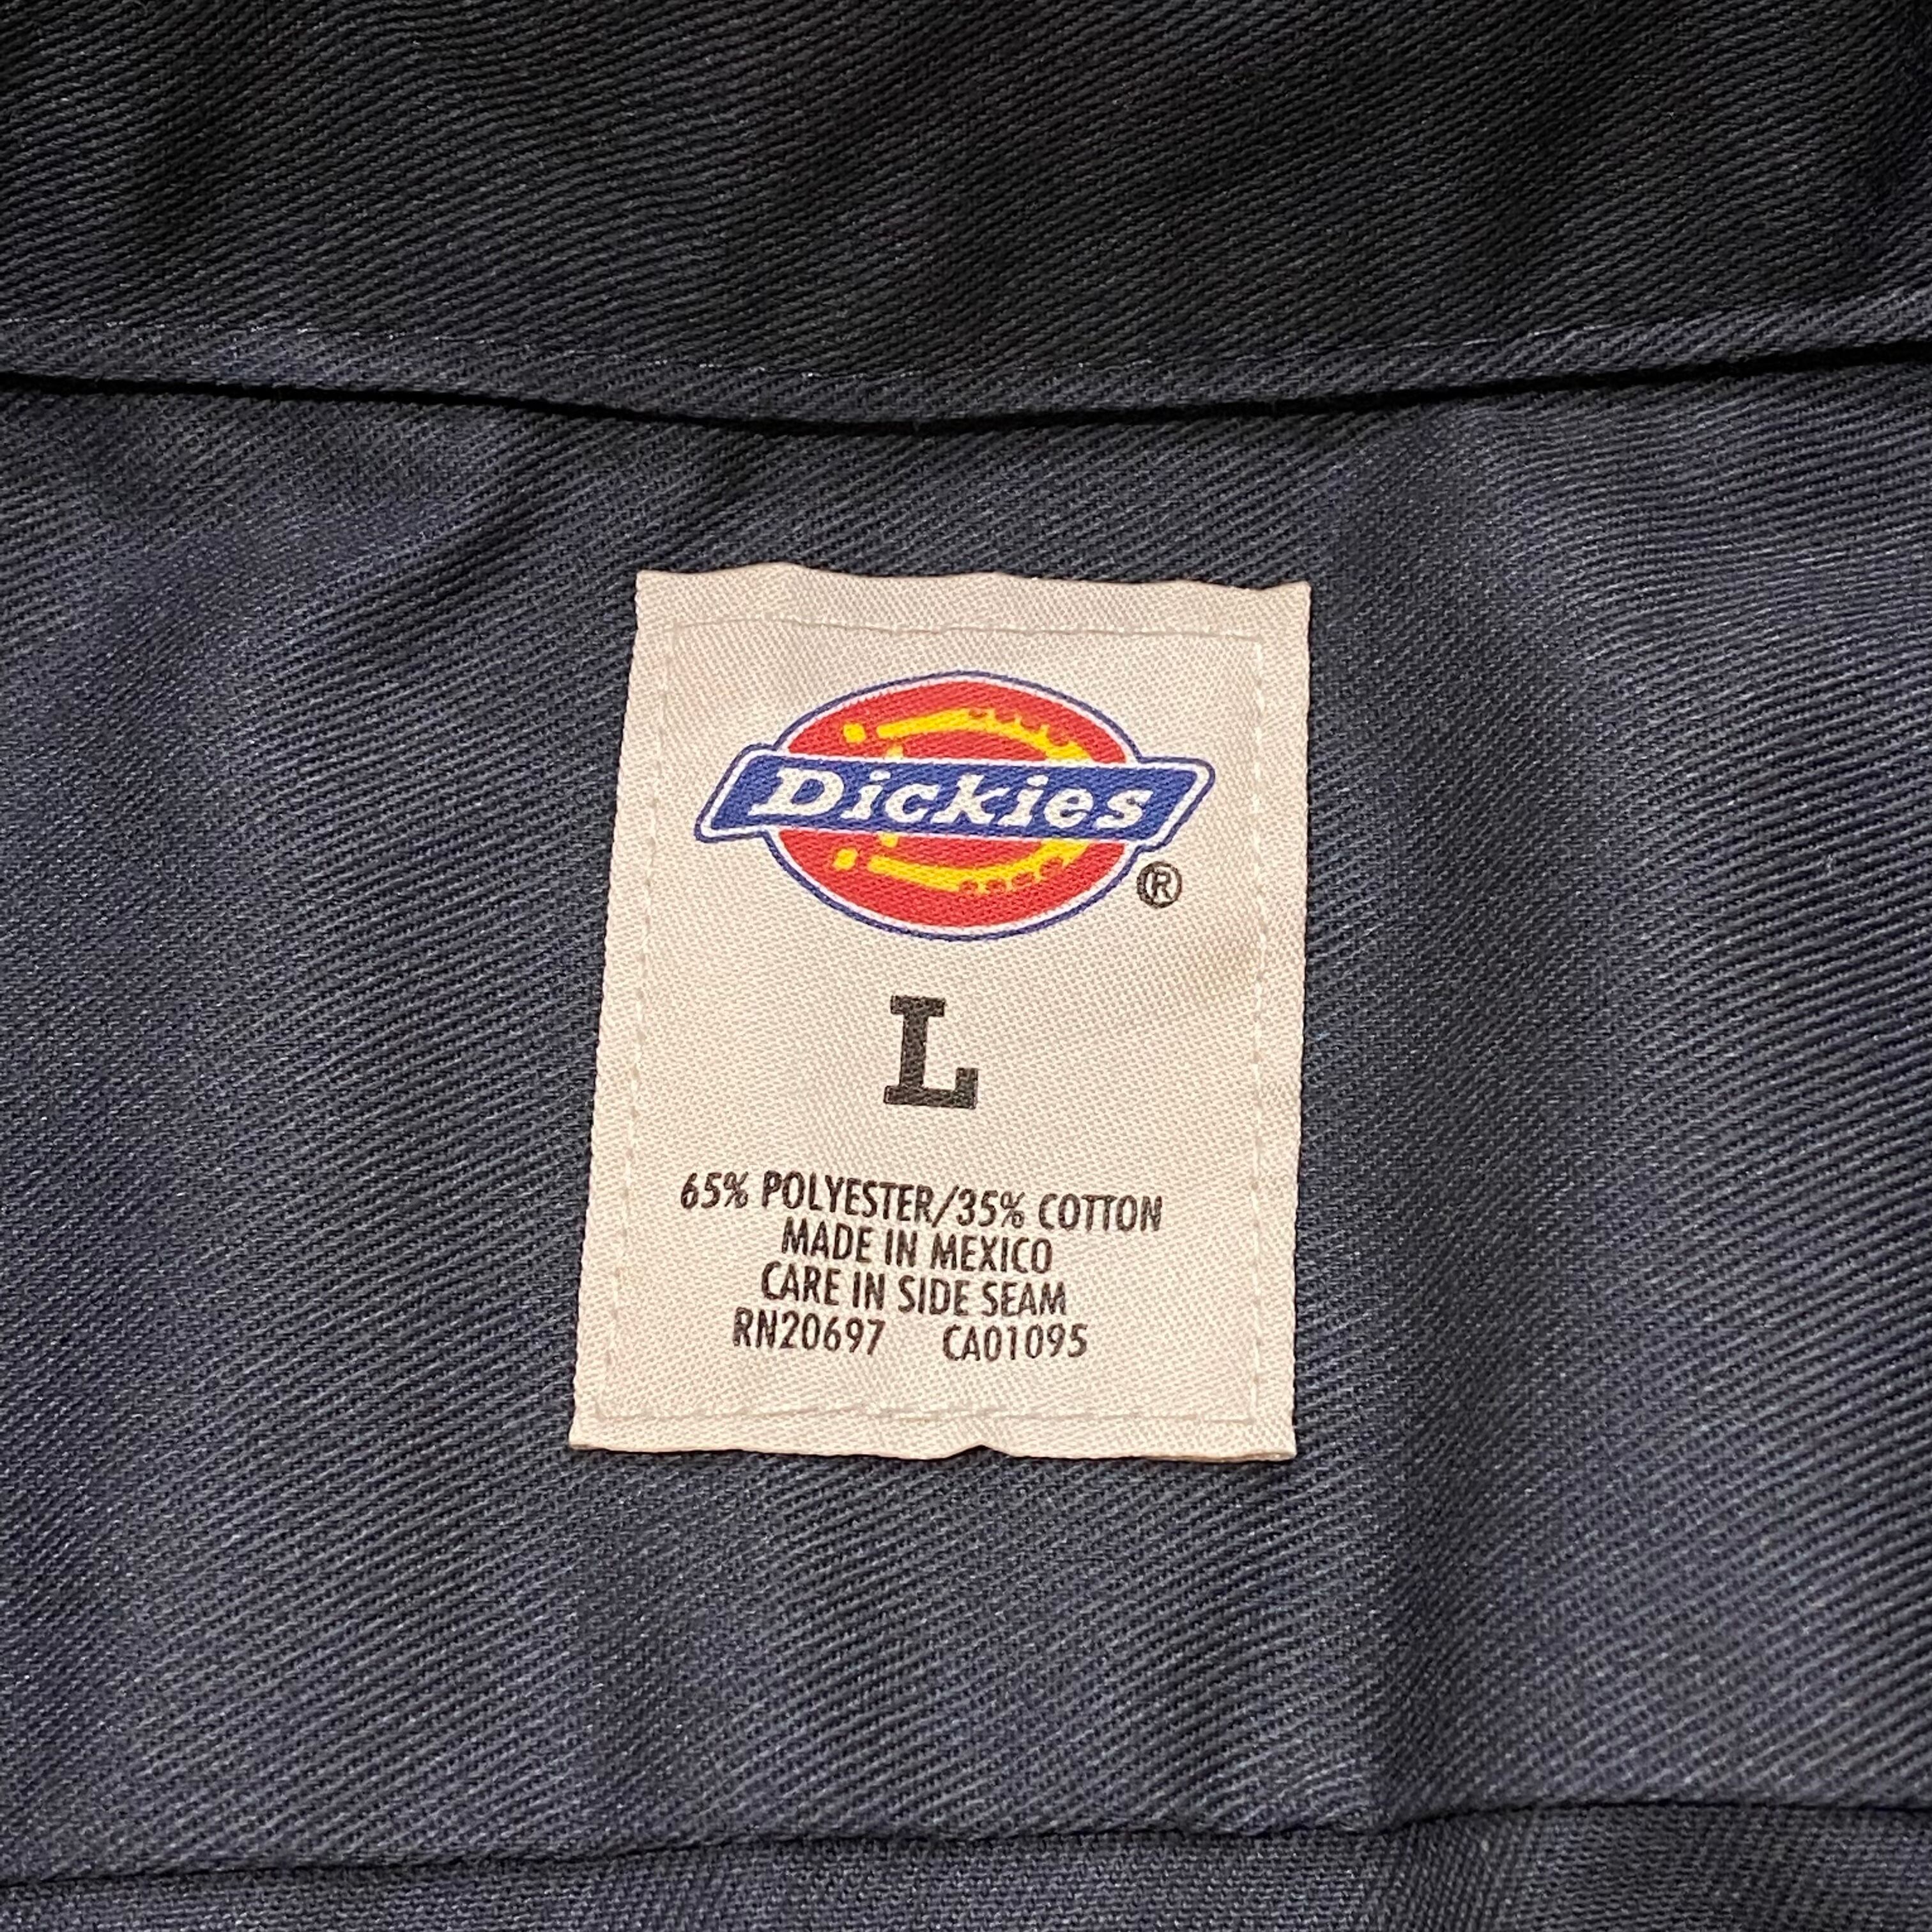 Dickies
®
L
65% POLYESTER/35% COTTON
MADE IN MEXICO
CARE IN SIDE SEAM
RN20697 CA01095